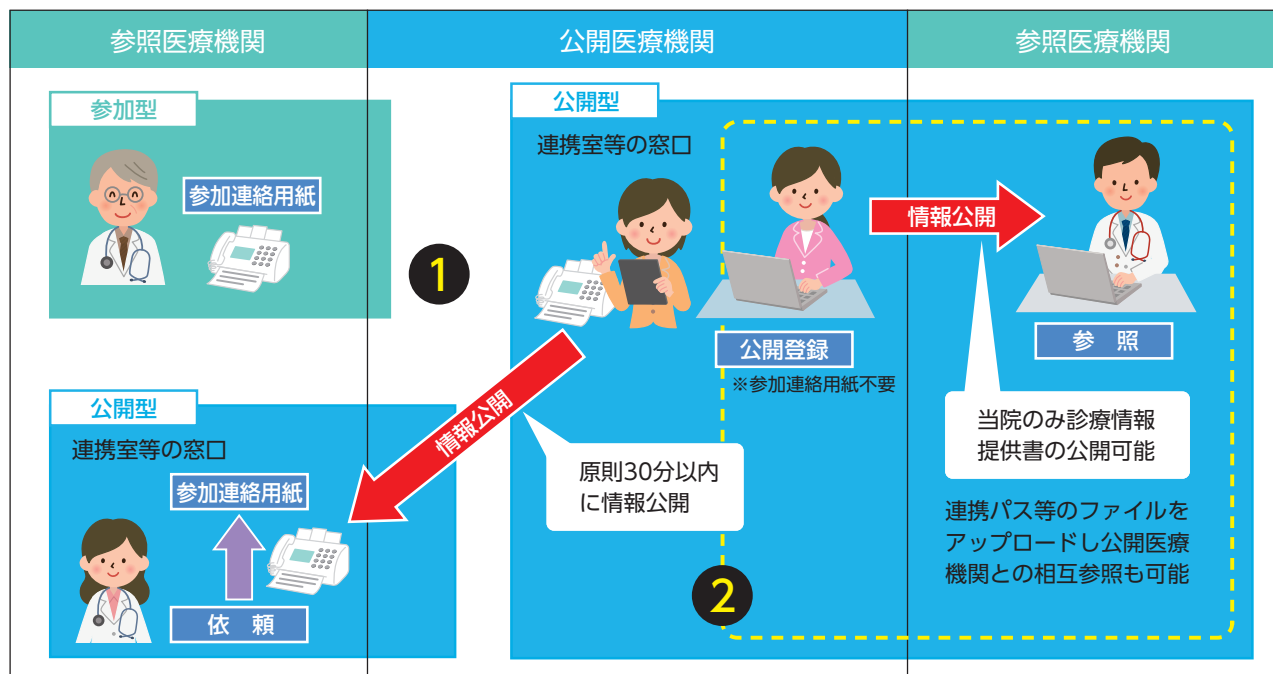 参照医療機関
公開医療機関
参照医療機関
参加型
参加連絡用紙
1
公開型
連携室等の窓口
参加連絡用紙
依　頼
情報公開
原則30分以内
に情報公開
公開型
連携室等の窓口
公開登録
※参加連絡用紙不要
2
情報公開
参　照
当院のみ診療情報
提供書の公開可能
連携パス等のファイルを
アップロードし公開医療
機関との相互参照も可能